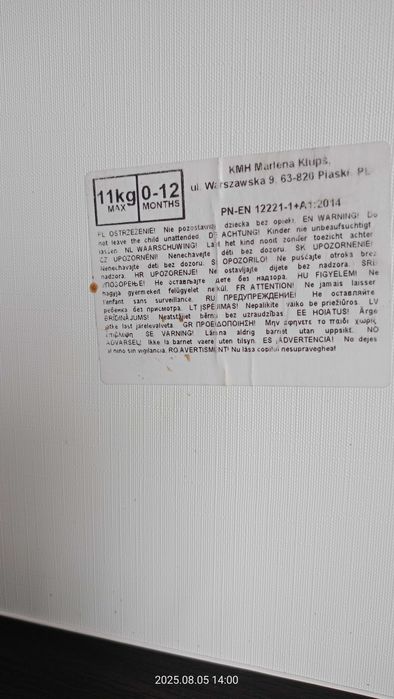 11kg MAX 0-12 MONTHS
KMH Marlena Klupś,
ul. Warszawska 9, 63-820 Piaski, PL
PN-EN 12221-1+A1:2014
PL OSTRZEŻENIE! Nie pozostawiaj dziecka bez opieki. EN WARNING! Do
not leave the child unattended. DE ACHTUNG! Kinder nie unbeaufsichtigt
lassen. NL WAARSCHUWING! Laat het kind nooit zonder toezicht achter
CZ UPOZORNĚNÍ! Nenechavejte děti bez dozoru. SK UPOZORNENIE!
Nenechavejte deti bez dozoru. OPOZORILO! Ne puščajte otroka brez
nadzora. HR UPOZORENJE! Ne ostavljajte dijete bez nadzora. SRB
Не остављајте дете без надзора. HU FIGYELEM! Ne
hagyja gyermekeit felügyelet nélkül. FR ATTENTION! Ne jamais laisser
l'enfant sans surveillance. RU ПРЕДУПРЕЖДЕНИЕ! Не оставляйте
ребенка без присмотра. LT ĮSPĖJIMAS! Nepalikite vaiko be priežiūros. LV
BRĪDINĀJUMS! Neatstājiet bērnu bez uzraudzības. EE HOIATUS! Ärge
jätke last järelevalveta. GR ΠΡΟΕΙΔΟΠΟΙΗΣΗ! Μην αφήνετε το παιδί χωρίς
SE VARNING! Lämna aldrig barnet utan uppsikt. NO
ADVARSEL! Ikke la barnet være uten tilsyn. ES ¡ADVERTENCIA! No dejes
al nino sin vigilancia. RO AVERTISMENT! Nu lăsa copilul nesupravegheat
2025.08.05 14:00